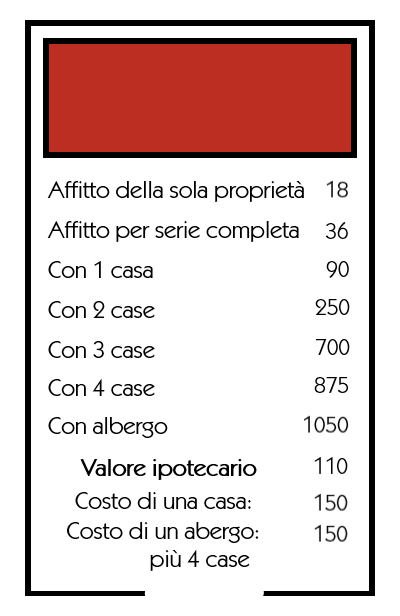 Affitto della sola proprietà 18
Affitto per serie completa 36
Con 1 casa 90
Con 2 case 250
Con 3 case 700
Con 4 case 875
Con albergo 1050
Valore ipotecario 110
Costo di una casa: 150
Costo di un abergo: 150
più 4 case